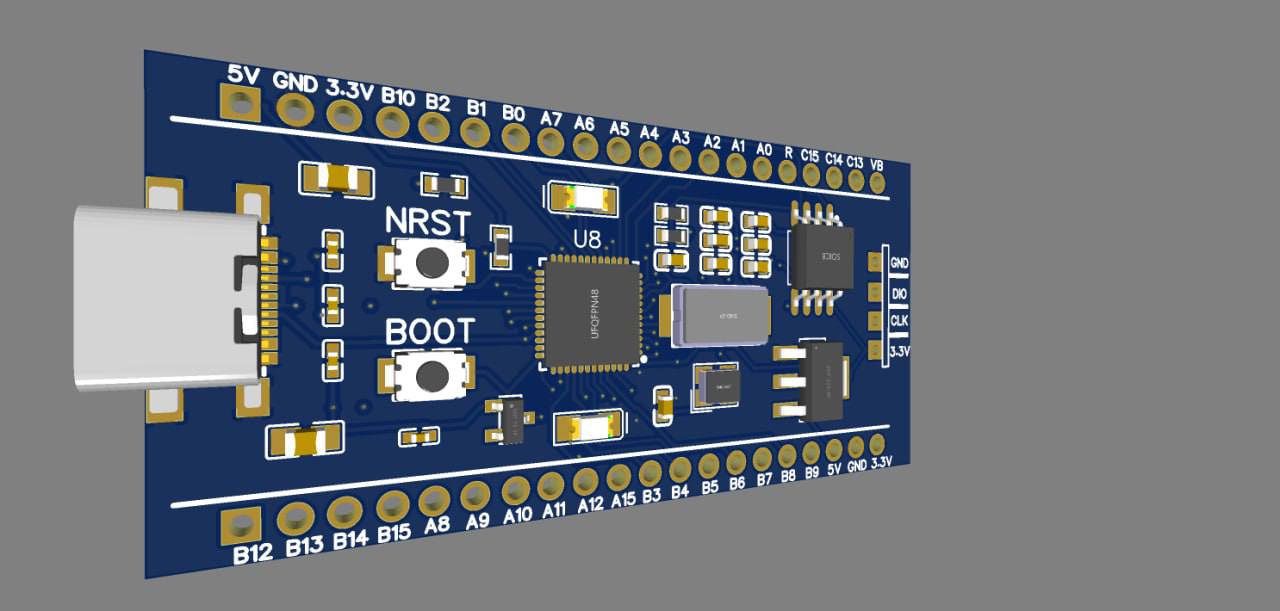 5V GND 3.3V B10 B2 B1 B0 A7 A6 A5 A4 A3 A2 A1 A0 R C15 C14 C13 VB
NRST
U8
BOOT
UFQFPN48
SOIC8
GND
DIO
CLK
3.3V
B12 B13 B14 B15 A8 A9 A10 A11 A12 A15 B3 B4 B5 B6 B7 B8 B9 5V GND 3.3V